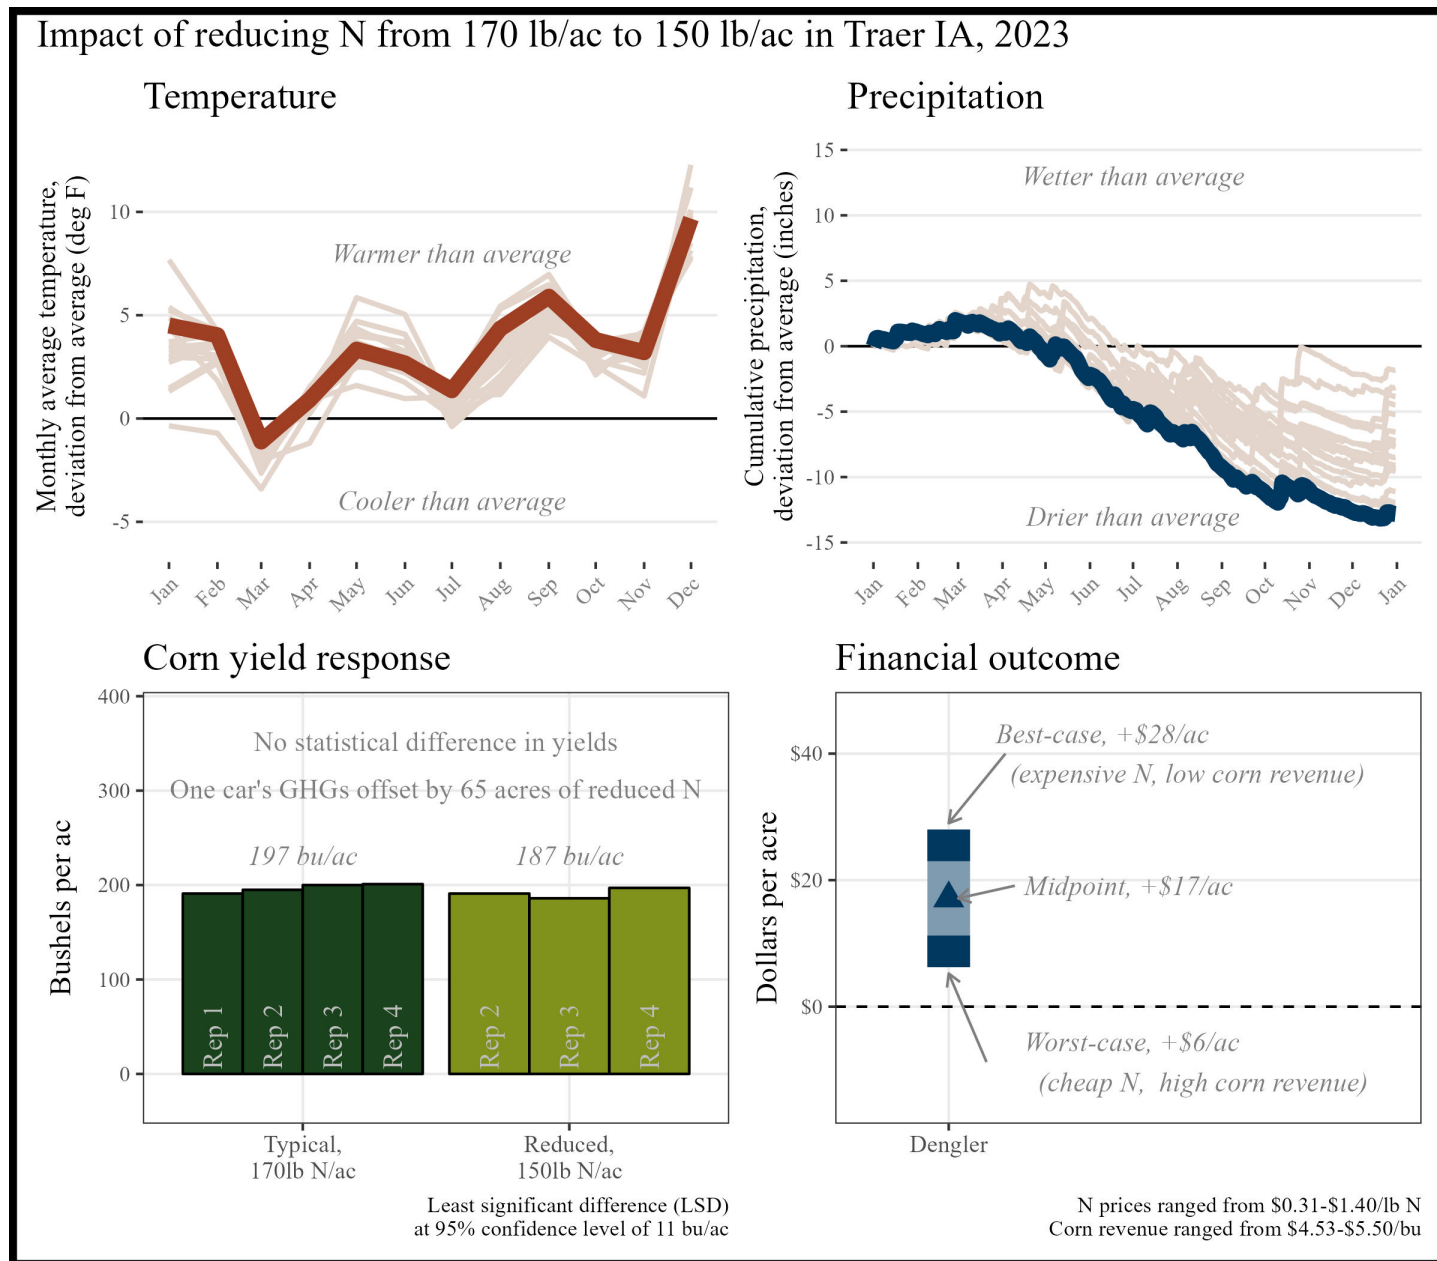 Impact of reducing N from 170 lb/ac to 150 lb/ac in Traer IA, 2023
Temperature
Monthly average temperature,
deviation from average (deg F)
10
5
0
-5
Warmer than average
Cooler than average
Jan
Feb
Mar
Apr
May
Jun
Jul
Aug
Sep
Oct
Nov
Dec
Precipitation
Cumulative precipitation,
deviation from average (inches)
15
10
5
0
-5
-10
-15
Wetter than average
Drier than average
Jan
Feb
Mar
Apr
May
Jun
Jul
Aug
Sep
Oct
Nov
Dec
Jan
Corn yield response
Bushels per ac
400
300
200
100
0
No statistical difference in yields
One car's GHGs offset by 65 acres of reduced N
197 bu/ac
187 bu/ac
Rep 1
Rep 2
Rep 3
Rep 4
Rep 2
Rep 3
Rep 4
Typical,
170lb N/ac
Reduced,
150lb N/ac
Least significant difference (LSD)
at 95% confidence level of 11 bu/ac
Financial outcome
Dollars per acre
$40
$20
$0
Best-case, +$28/ac
(expensive N, low corn revenue)
Midpoint, +$17/ac
Worst-case, +$6/ac
(cheap N, high corn revenue)
Dengler
N prices ranged from $0.31-$1.40/lb N
Corn revenue ranged from $4.53-$5.50/bu